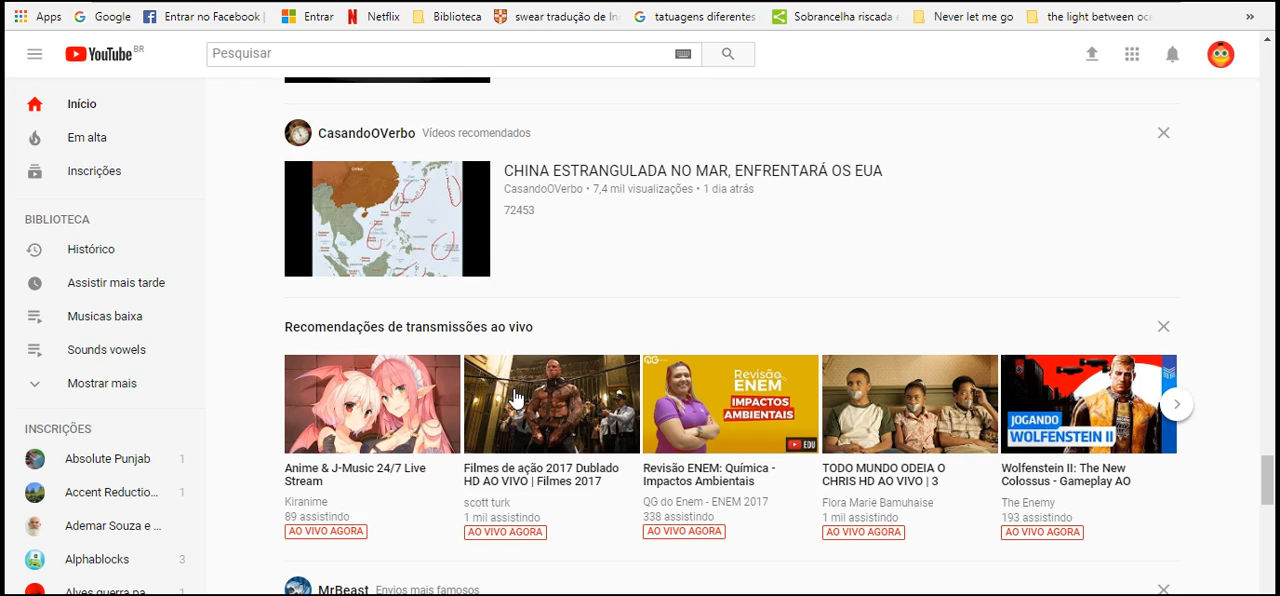 Apps Google Entrar no Facebook Entrar Netflix Biblioteca swear tradução de In tatuagens diferentes Sobrancelha riscada Never let me go the light between oce »
YouTube BR Pesquisar
Início
Em alta
Inscrições
BIBLIOTECA
Histórico
Assistir mais tarde
Musicas baixa
Sounds vowels
Mostrar mais
INSCRIÇÕES
Absolute Punjab 1
Accent Reductio... 1
Ademar Souza e ...
Alphablocks 3
Alves guerra pa... 1
CasandoOVerbo Vídeos recomendados
CHINA
CHINA ESTRANGULADA NO MAR, ENFRENTARÁ OS EUA
CasandoOVerbo • 7,4 mil visualizações • 1 dia atrás
72453
Recomendações de transmissões ao vivo
QG
Revisão
ENEM
IMPACTOS
AMBIENTAIS
EDU
JOGANDO
WOLFENSTEIN II
Anime & J-Music 24/7 Live
Stream
Kiranime
89 assistindo
AO VIVO AGORA
Filmes de ação 2017 Dublado
HD AO VIVO | Filmes 2017
scott turk
1 mil assistindo
AO VIVO AGORA
Revisão ENEM: Química -
Impactos Ambientais
QG do Enem - ENEM 2017
338 assistindo
AO VIVO AGORA
TODO MUNDO ODEIA O
CHRIS HD AO VIVO | 3
Flora Marie Bamuhaise
1 mil assistindo
AO VIVO AGORA
Wolfenstein II: The New
Colossus - Gameplay AO
The Enemy
193 assistindo
AO VIVO AGORA
MrBeast Envios mais famosos